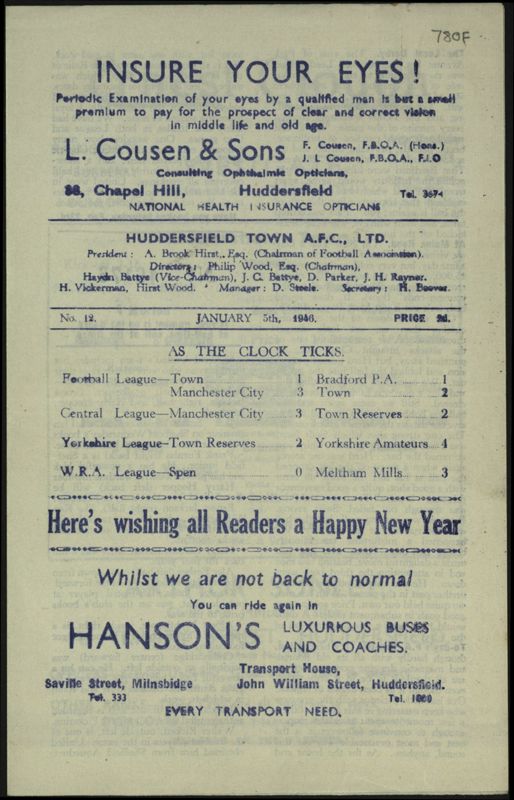 780F
INSURE YOUR EYES!
Periodic Examination of your eyes by a qualified man is but a small
premium to pay for the prospect of clear and correct vision
in middle life and old age.
L. Cousen & Sons
F. Cousen, F.B.O.A. (Hons.)
J. L Cousen, F.B.O.A., F.I.O
Consulting Ophthalmic Opticians,
38, Chapel Hill, Huddersfield Tel. 3674
NATIONAL HEALTH INSURANCE OPTICIANS
HUDDERSFIELD TOWN A.F.C., LTD.
President : A. Brook Hirst, Esq. (Chairman of Football Association).
Directors : Philip Wood, Esq. (Chairman),
Haydn Battye (Vice-Chairman), J. C. Battye, D. Parker, J. H. Rayner.
H. Vickerman, Hirst Wood. Manager : D. Steele. Secretary : H. Beever.
No. 12. JANUARY 5th, 1946. PRICE 2d.
AS THE CLOCK TICKS.
Football League—Town 1 Bradford P.A. 1
Manchester City 3 Town 2
Central League—Manchester City 3 Town Reserves 2
Yorkshire League-Town Reserves 2 Yorkshire Amateurs 4
W.R.A. League—Spen 0 Meltham Mills 3
Here's wishing all Readers a Happy New Year
Whilst we are not back to normal
You can ride again in
HANSON'S LUXURIOUS BUSES
AND COACHES.
Transport House,
Saville Street, Milnsbridge John William Street, Huddersfield.
Tel. 333 Tel.
EVERY TRANSPORT NEED.